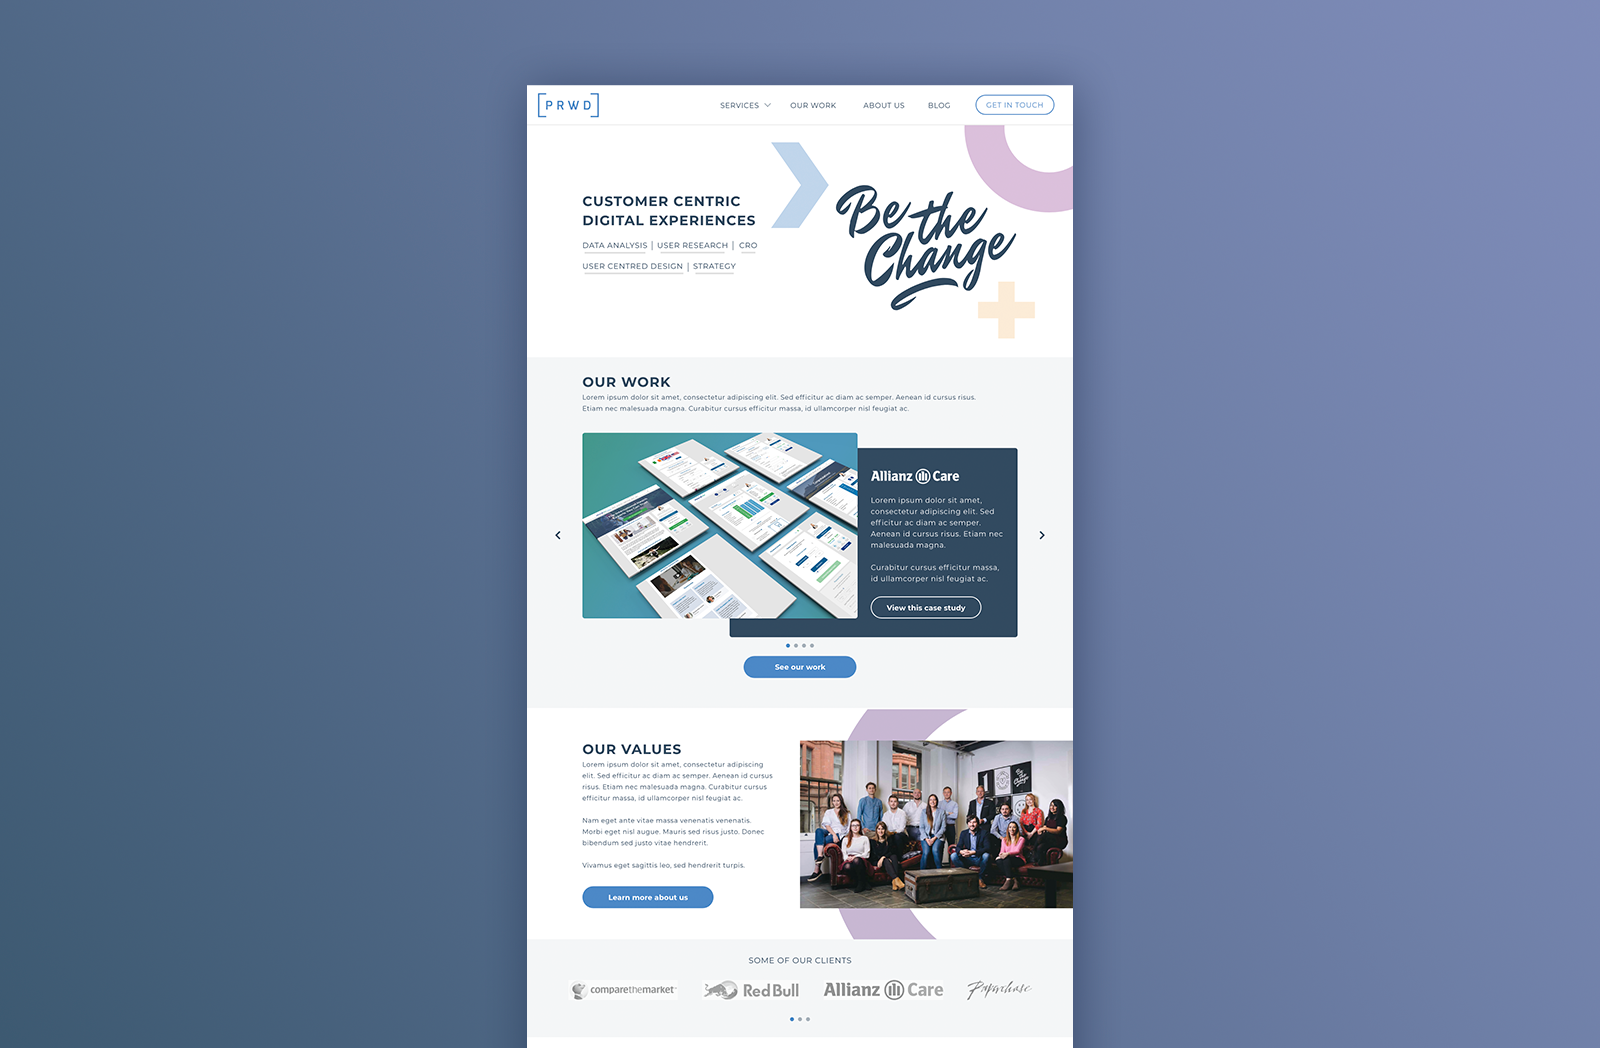 [PRWD]
SERVICES OUR WORK ABOUT US BLOG GET IN TOUCH
CUSTOMER CENTRIC
DIGITAL EXPERIENCES
DATA ANALYSIS | USER RESEARCH | CRO
USER CENTRED DESIGN | STRATEGY
Be the
Change
OUR WORK
Lorem ipsum dolor sit amet, consectetur adipiscing elit. Sed efficitur ac diam ac semper. Aenean id cursus risus.
Etiam nec malesuada magna. Curabitur cursus efficitur massa, id ullamcorper nisl feugiat ac.
Allianz Care
Lorem ipsum dolor sit amet,
consectetur adipiscing elit. Sed
efficitur ac diam ac semper.
Aenean id cursus risus. Etiam nec
malesuada magna.
Curabitur cursus efficitur massa,
id ullamcorper nisl feugiat ac.
View this case study
See our work
OUR VALUES
Lorem ipsum dolor sit amet, consectetur adipiscing
elit. Sed efficitur ac diam ac semper. Aenean id cursus
risus. Etiam nec malesuada magna. Curabitur cursus
efficitur massa, id ullamcorper nisl feugiat ac.
Nam eget ante vitae massa venenatis venenatis.
Morbi eget nisl augue. Mauris sed risus justo. Donec
bibendum sed justo vitae hendrerit.
Vivamus eget sagittis leo, sed hendrerit turpis.
Learn more about us
Be the
Change
SOME OF OUR CLIENTS
comparethemarket Red Bull Allianz Care Paperchase